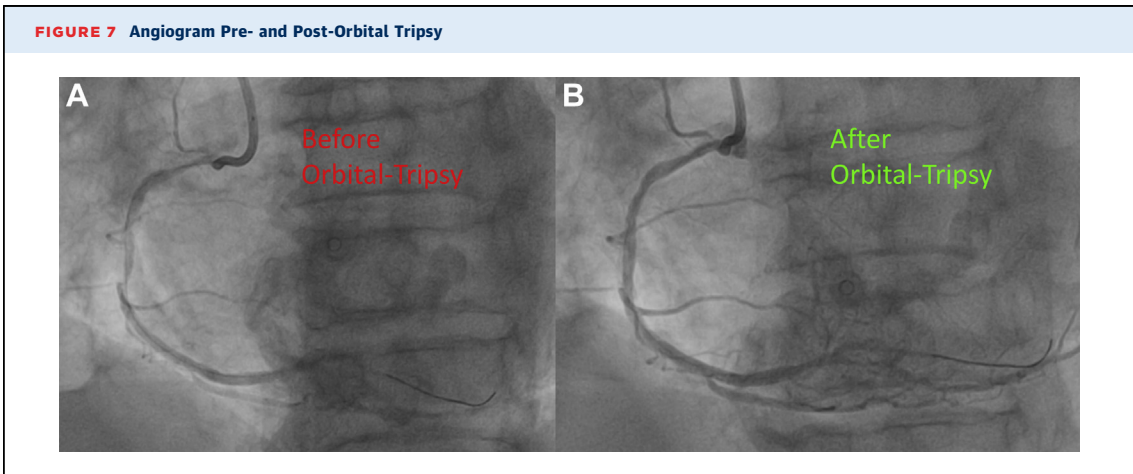 FIGURE 7 Angiogram Pre- and Post-Orbital Tripsy
A
Before
Orbital-Tripsy
B
After
Orbital-Tripsy